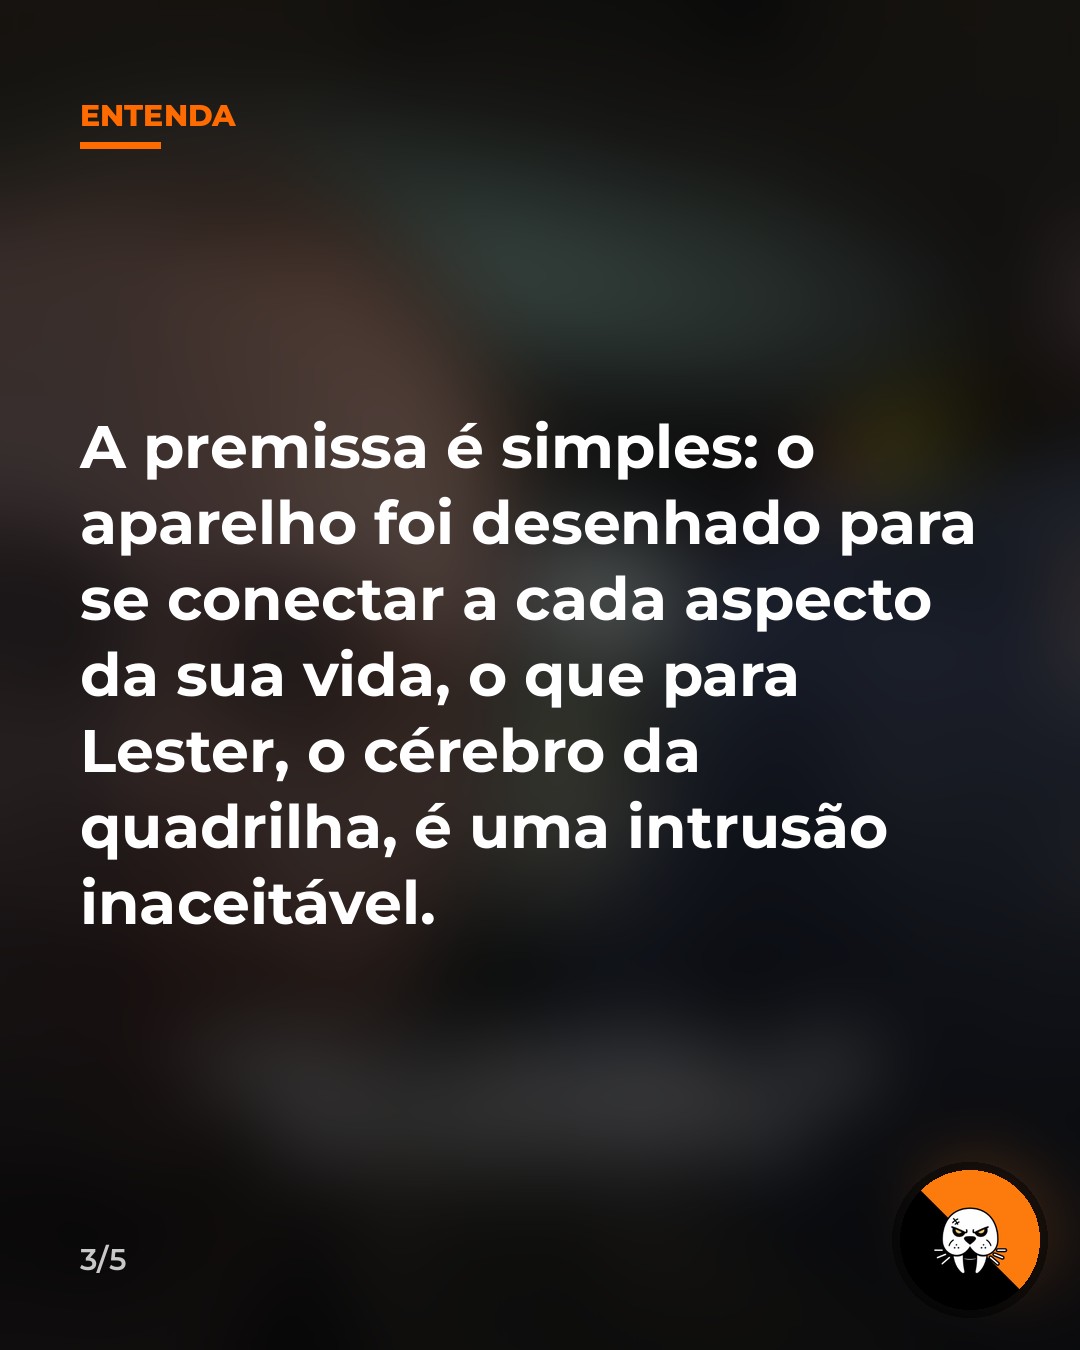 ENTENDA
A premissa é simples: o
aparelho foi desenhado para
se conectar a cada aspecto
da sua vida, o que para
Lester, o cérebro da
quadrilha, é uma intrusão
inaceitável.
3/5